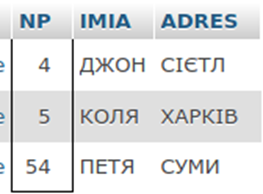 NP IMIA ADRES
e 4 ДЖОН СІЄТЛ
e 5 КОЛЯ ХАРКІВ
e 54 ПЕТЯ СУМИ